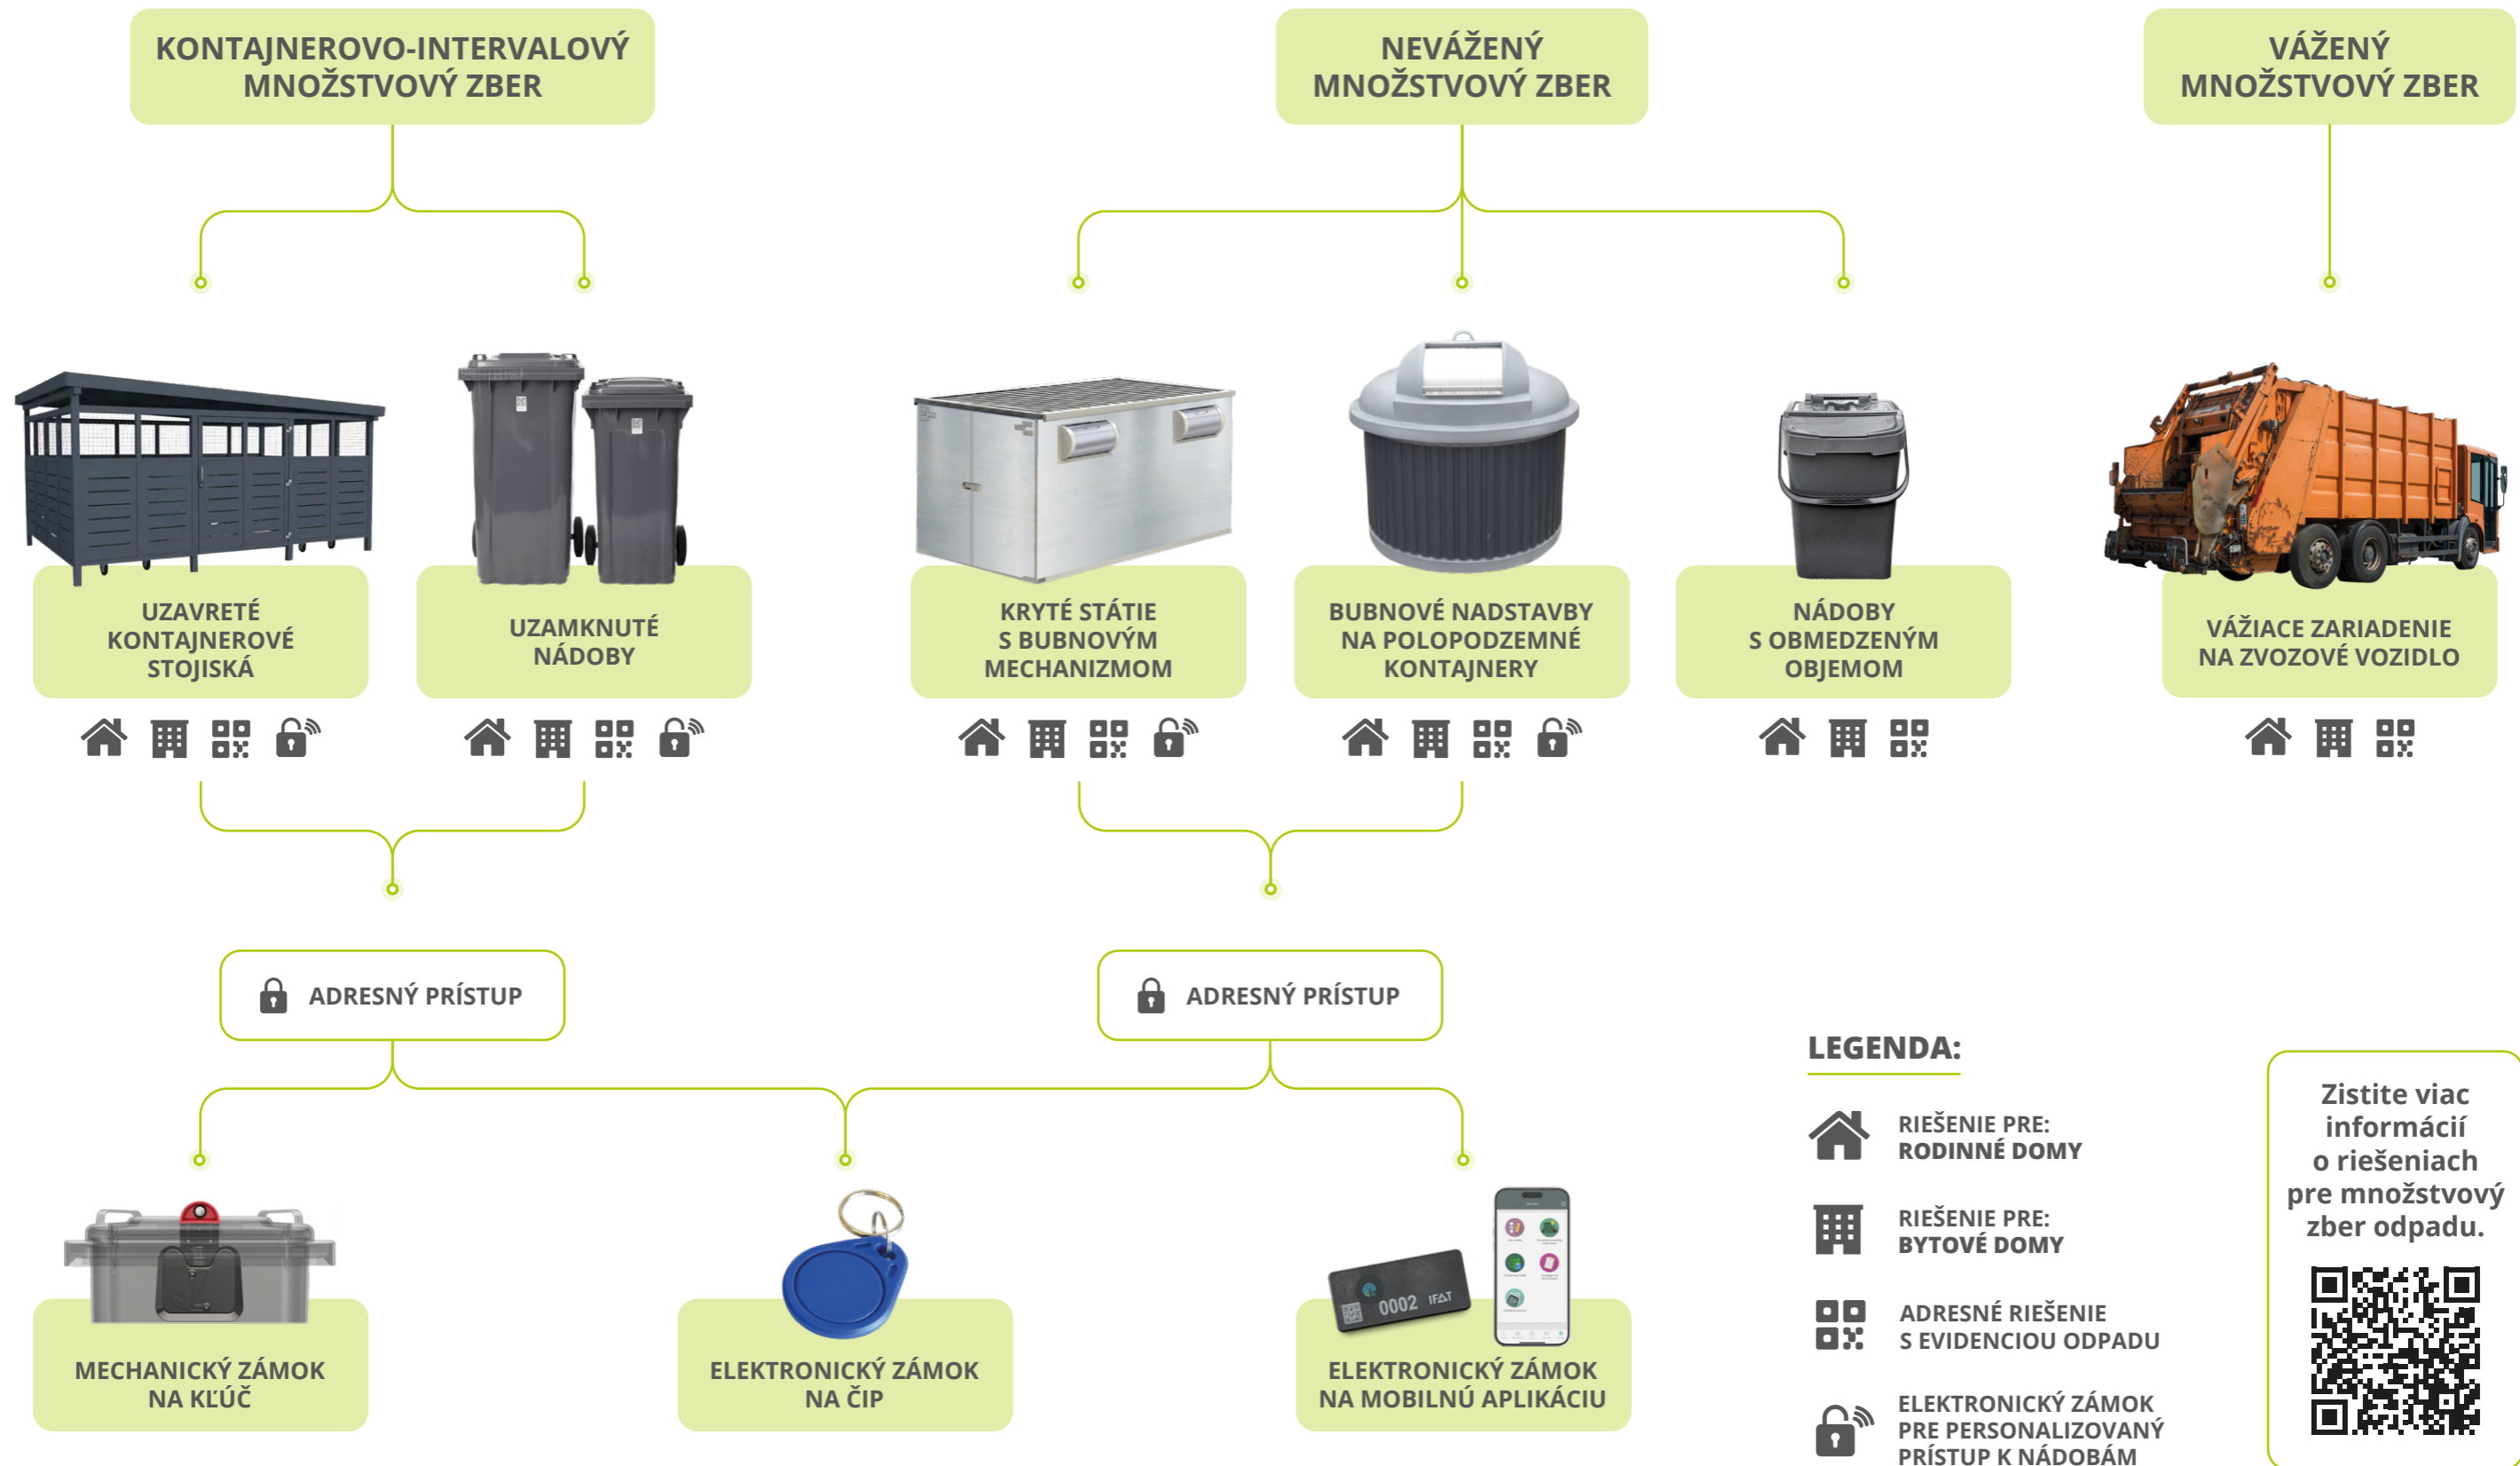 KONTAJNEROVO-INTERVALOVÝ
MNOŽSTVOVÝ ZBER
NEVÁŽENÝ
MNOŽSTVOVÝ ZBER
VÁŽENÝ
MNOŽSTVOVÝ ZBER
UZAVRETÉ
KONTAJNEROVÉ
STOJISKÁ
UZAMKNUTÉ
NÁDOBY
KRYTÉ STÁTIE
S BUBNOVÝM
MECHANIZMOM
BUBNOVÉ NADSTAVBY
NA POLOPODZEMNÉ
KONTAJNERY
NÁDOBY
S OBMEDZENÝM
OBJEMOM
VÁŽIACE ZARIADENIE
NA ZVOZOVÉ VOZIDLO
ADRESNÝ PRÍSTUP
ADRESNÝ PRÍSTUP
0002 IFAT
MECHANICKÝ ZÁMOK
NA KĽÚČ
ELEKTRONICKÝ ZÁMOK
NA ČIP
ELEKTRONICKÝ ZÁMOK
NA MOBILNÚ APLIKÁCIU
LEGENDA:
RIEŠENIE PRE:
RODINNÉ DOMY
RIEŠENIE PRE:
BYTOVÉ DOMY
ADRESNÉ RIEŠENIE
S EVIDENCIOU ODPADU
ELEKTRONICKÝ ZÁMOK
PRE PERSONALIZOVANÝ
PRÍSTUP K NÁDOBÁM
Zistite viac
informácií
o riešeniach
pre množstvový
zber odpadu.